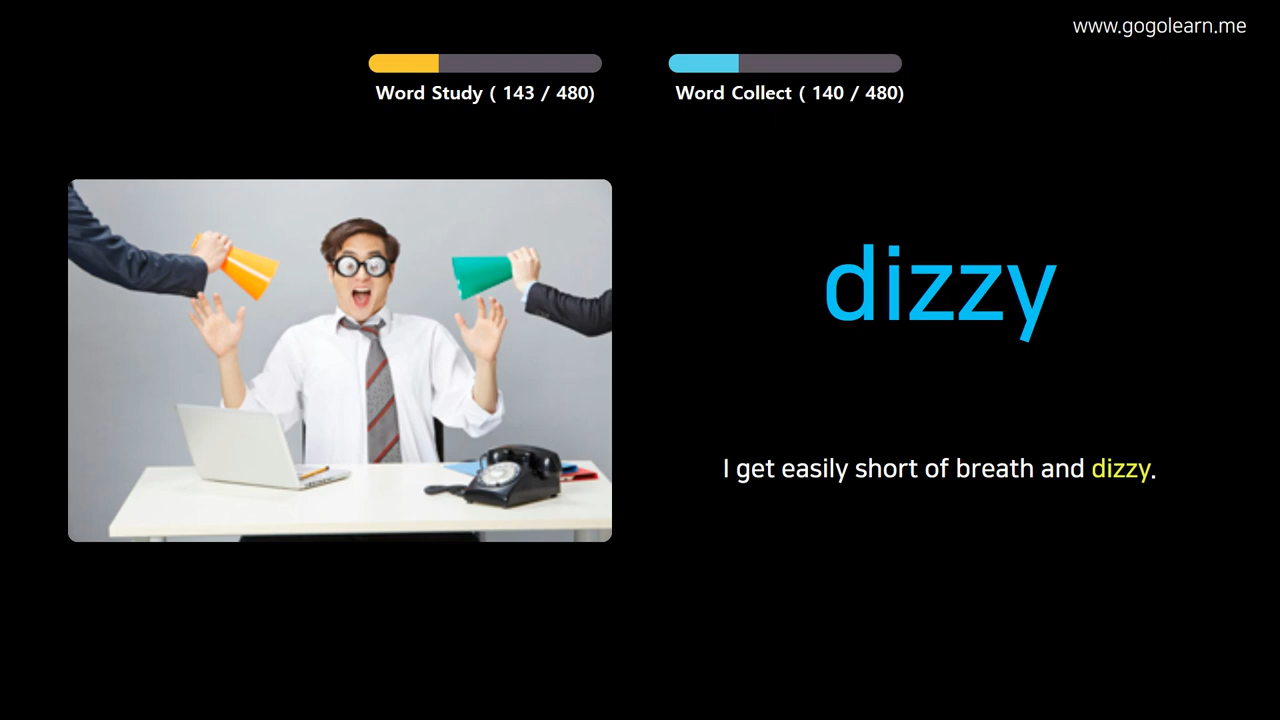 www.gogolearn.me
Word Study ( 143 / 480)
Word Collect ( 140 / 480)
dizzy
I get easily short of breath and dizzy.